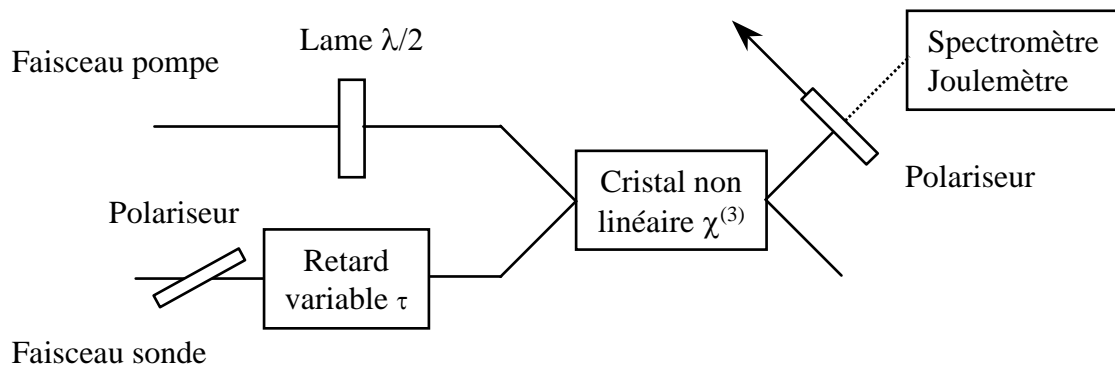 Lame λ/2
Faisceau pompe
Spectromètre
Joulemètre
Polariseur
Cristal non
linéaire χ⁽³⁾
Polariseur
Retard
variable τ
Faisceau sonde